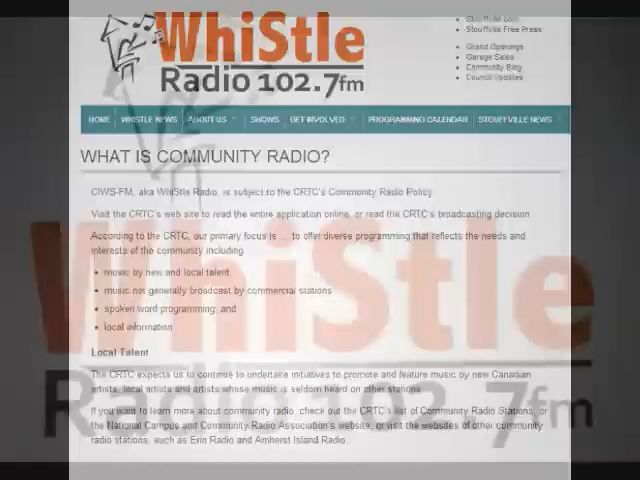 WhiStle
Radio 102.7fm
Stouffville.com
Stouffville Free Press
Grand Openings
Garage Sales
Community Blog
Council Updates
HOME WHISTLE NEWS ABOUT US SHOWS GET INVOLVED PROGRAMMING CALENDAR STOUFFVILLE NEWS
WHAT IS COMMUNITY RADIO?
CIWS-FM, aka WhiStle Radio, is subject to the CRTC's Community Radio Policy
Visit the CRTC's web site to read the entire application online, or read the CRTC's broadcasting decision
According to the CRTC, our primary focus is ... to offer diverse programming that reflects the needs and
interests of the community including
• music by new and local talent
• music not generally broadcast by commercial stations
• spoken word programming; and
• local information
Local Talent
The CRTC expects us to continue to undertake initiatives to promote and feature music by new Canadian
artists, local artists and artists whose music is seldom heard on other stations
If you want to learn more about community radio, check out the CRTC's list of Community Radio Stations, or
the National Campus and Community Radio Association's website, or visit the websites of other community
radio stations, such as Erin Radio and Amherst Island Radio.
WhiStle
Radio 102.7fm